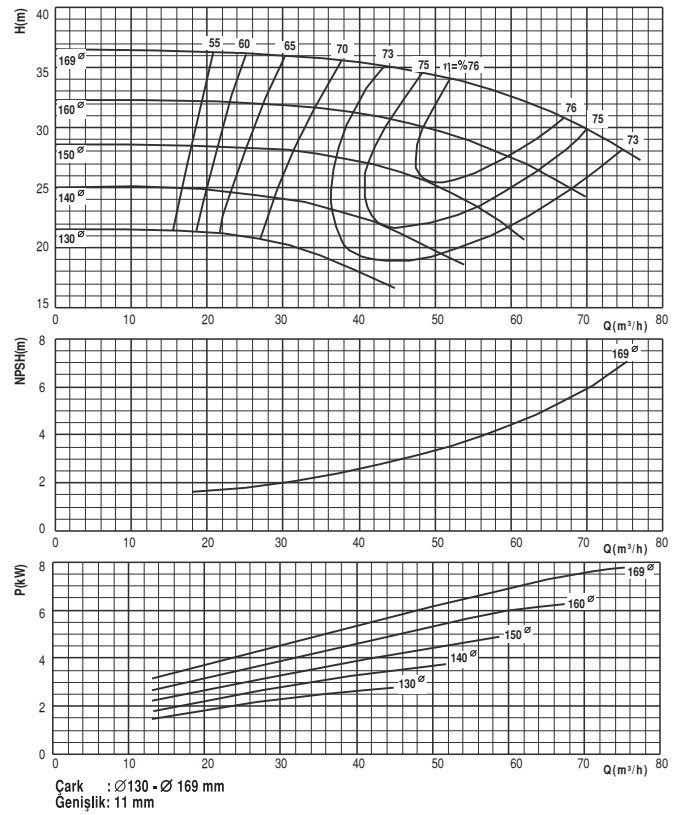 H(m)
40
35
30
25
20
15
55 60 65 70 73 75 η=%76
169 ø
160 ø
150 ø
140 ø
130 ø
76 75 73
0 10 20 30 40 50 60 70 80
Q(m³/h)
NPSH(m)
8
6
4
2
0
169 ø
0 10 20 30 40 50 60 70 80
Q(m³/h)
P(kW)
8
6
4
2
0
169 ø
160 ø
150 ø
140 ø
130 ø
0 10 20 30 40 50 60 70 80
Q(m³/h)
Çark : Ø130 - Ø 169 mm
Genişlik: 11 mm